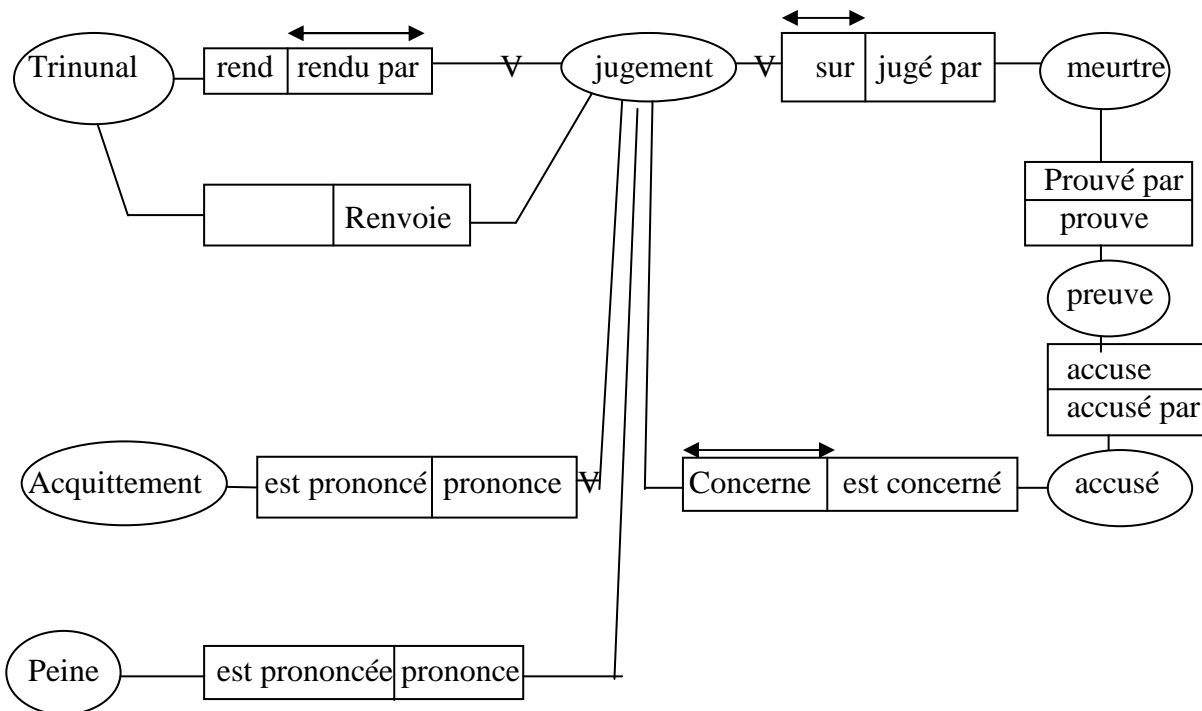 Trinunal rend rendu par V jugement V sur jugé par meurtre
Prouvé par
Renvoie prouve
preuve
accuse
accusé par
Acquittement est prononcé prononce V Concerne est concerné accusé
Peine est prononcée prononce